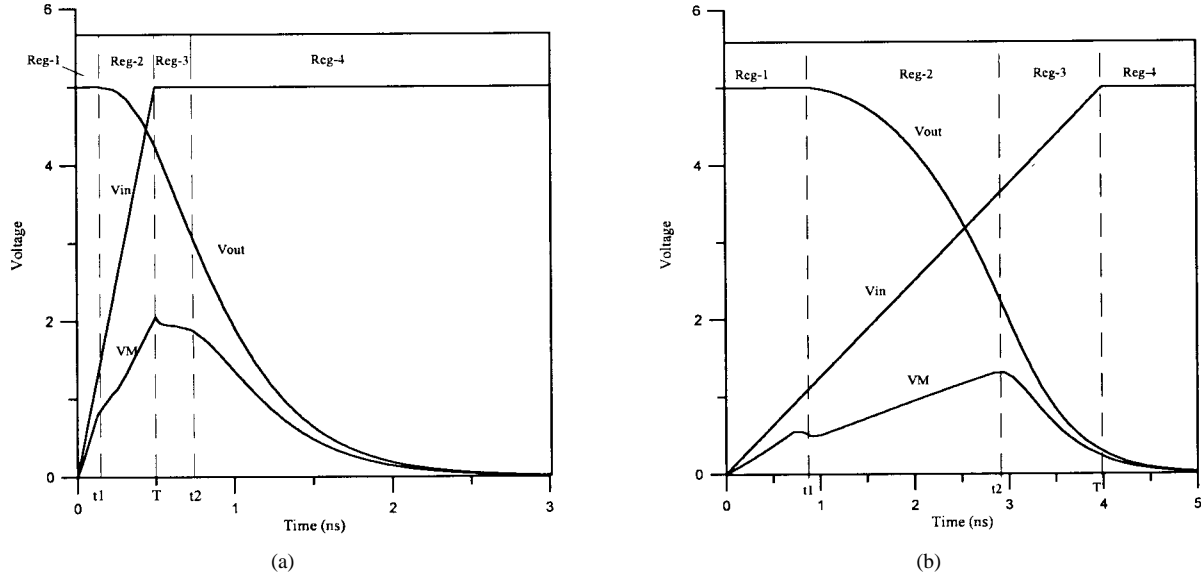 6
Reg-1
Reg-2
Reg-3
Reg-4
Vin
Vout
VM
4
2
0
Voltage
0
t1
T
t2
1
2
3
Time (ns)
(a)
6
Reg-1
Reg-2
Reg-3
Reg-4
Vout
Vin
VM
4
2
0
Voltage
0
t1
1
2
t2
3
T
4
5
Time (ns)
(b)